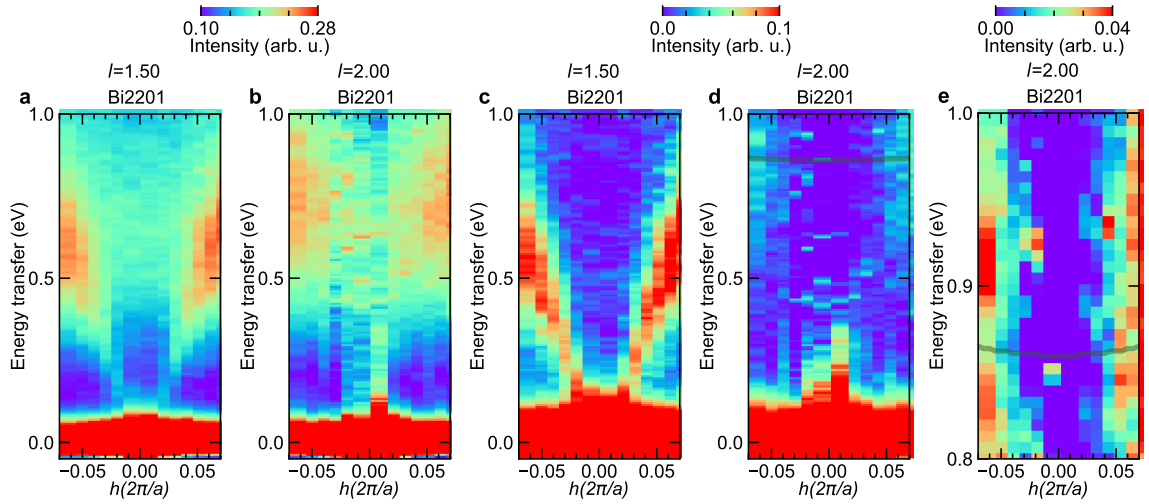 0.10 0.28 0.0 0.1 0.00 0.04
Intensity (arb. u.) Intensity (arb. u.) Intensity (arb. u.)
l=1.50 l=2.00 l=1.50 l=2.00 l=2.00
a Bi2201 b Bi2201 c Bi2201 d Bi2201 e Bi2201
1.0 1.0 1.0 1.0 1.0
0.9
0.5 0.5 0.5 0.5
0.0 0.0 0.0 0.0
0.8
Energy transfer (eV) Energy transfer (eV) Energy transfer (eV) Energy transfer (eV) Energy transfer (eV)
−0.05 0.00 0.05 −0.05 0.00 0.05 −0.05 0.00 0.05 −0.05 0.00 0.05 −0.05 0.00 0.05
h(2π/a) h(2π/a) h(2π/a) h(2π/a) h(2π/a)